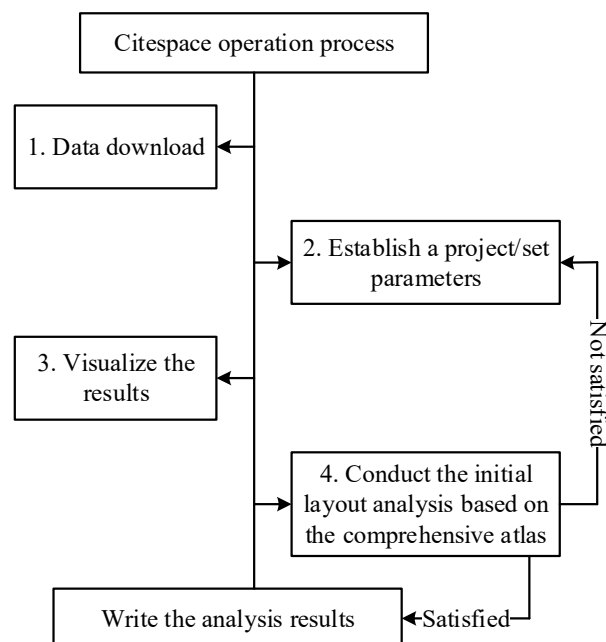 Citespace operation process
1. Data download
2. Establish a project/set
parameters
Not satisfied
3. Visualize the
results
4. Conduct the initial
layout analysis based on
the comprehensive atlas
Write the analysis results
Satisfied